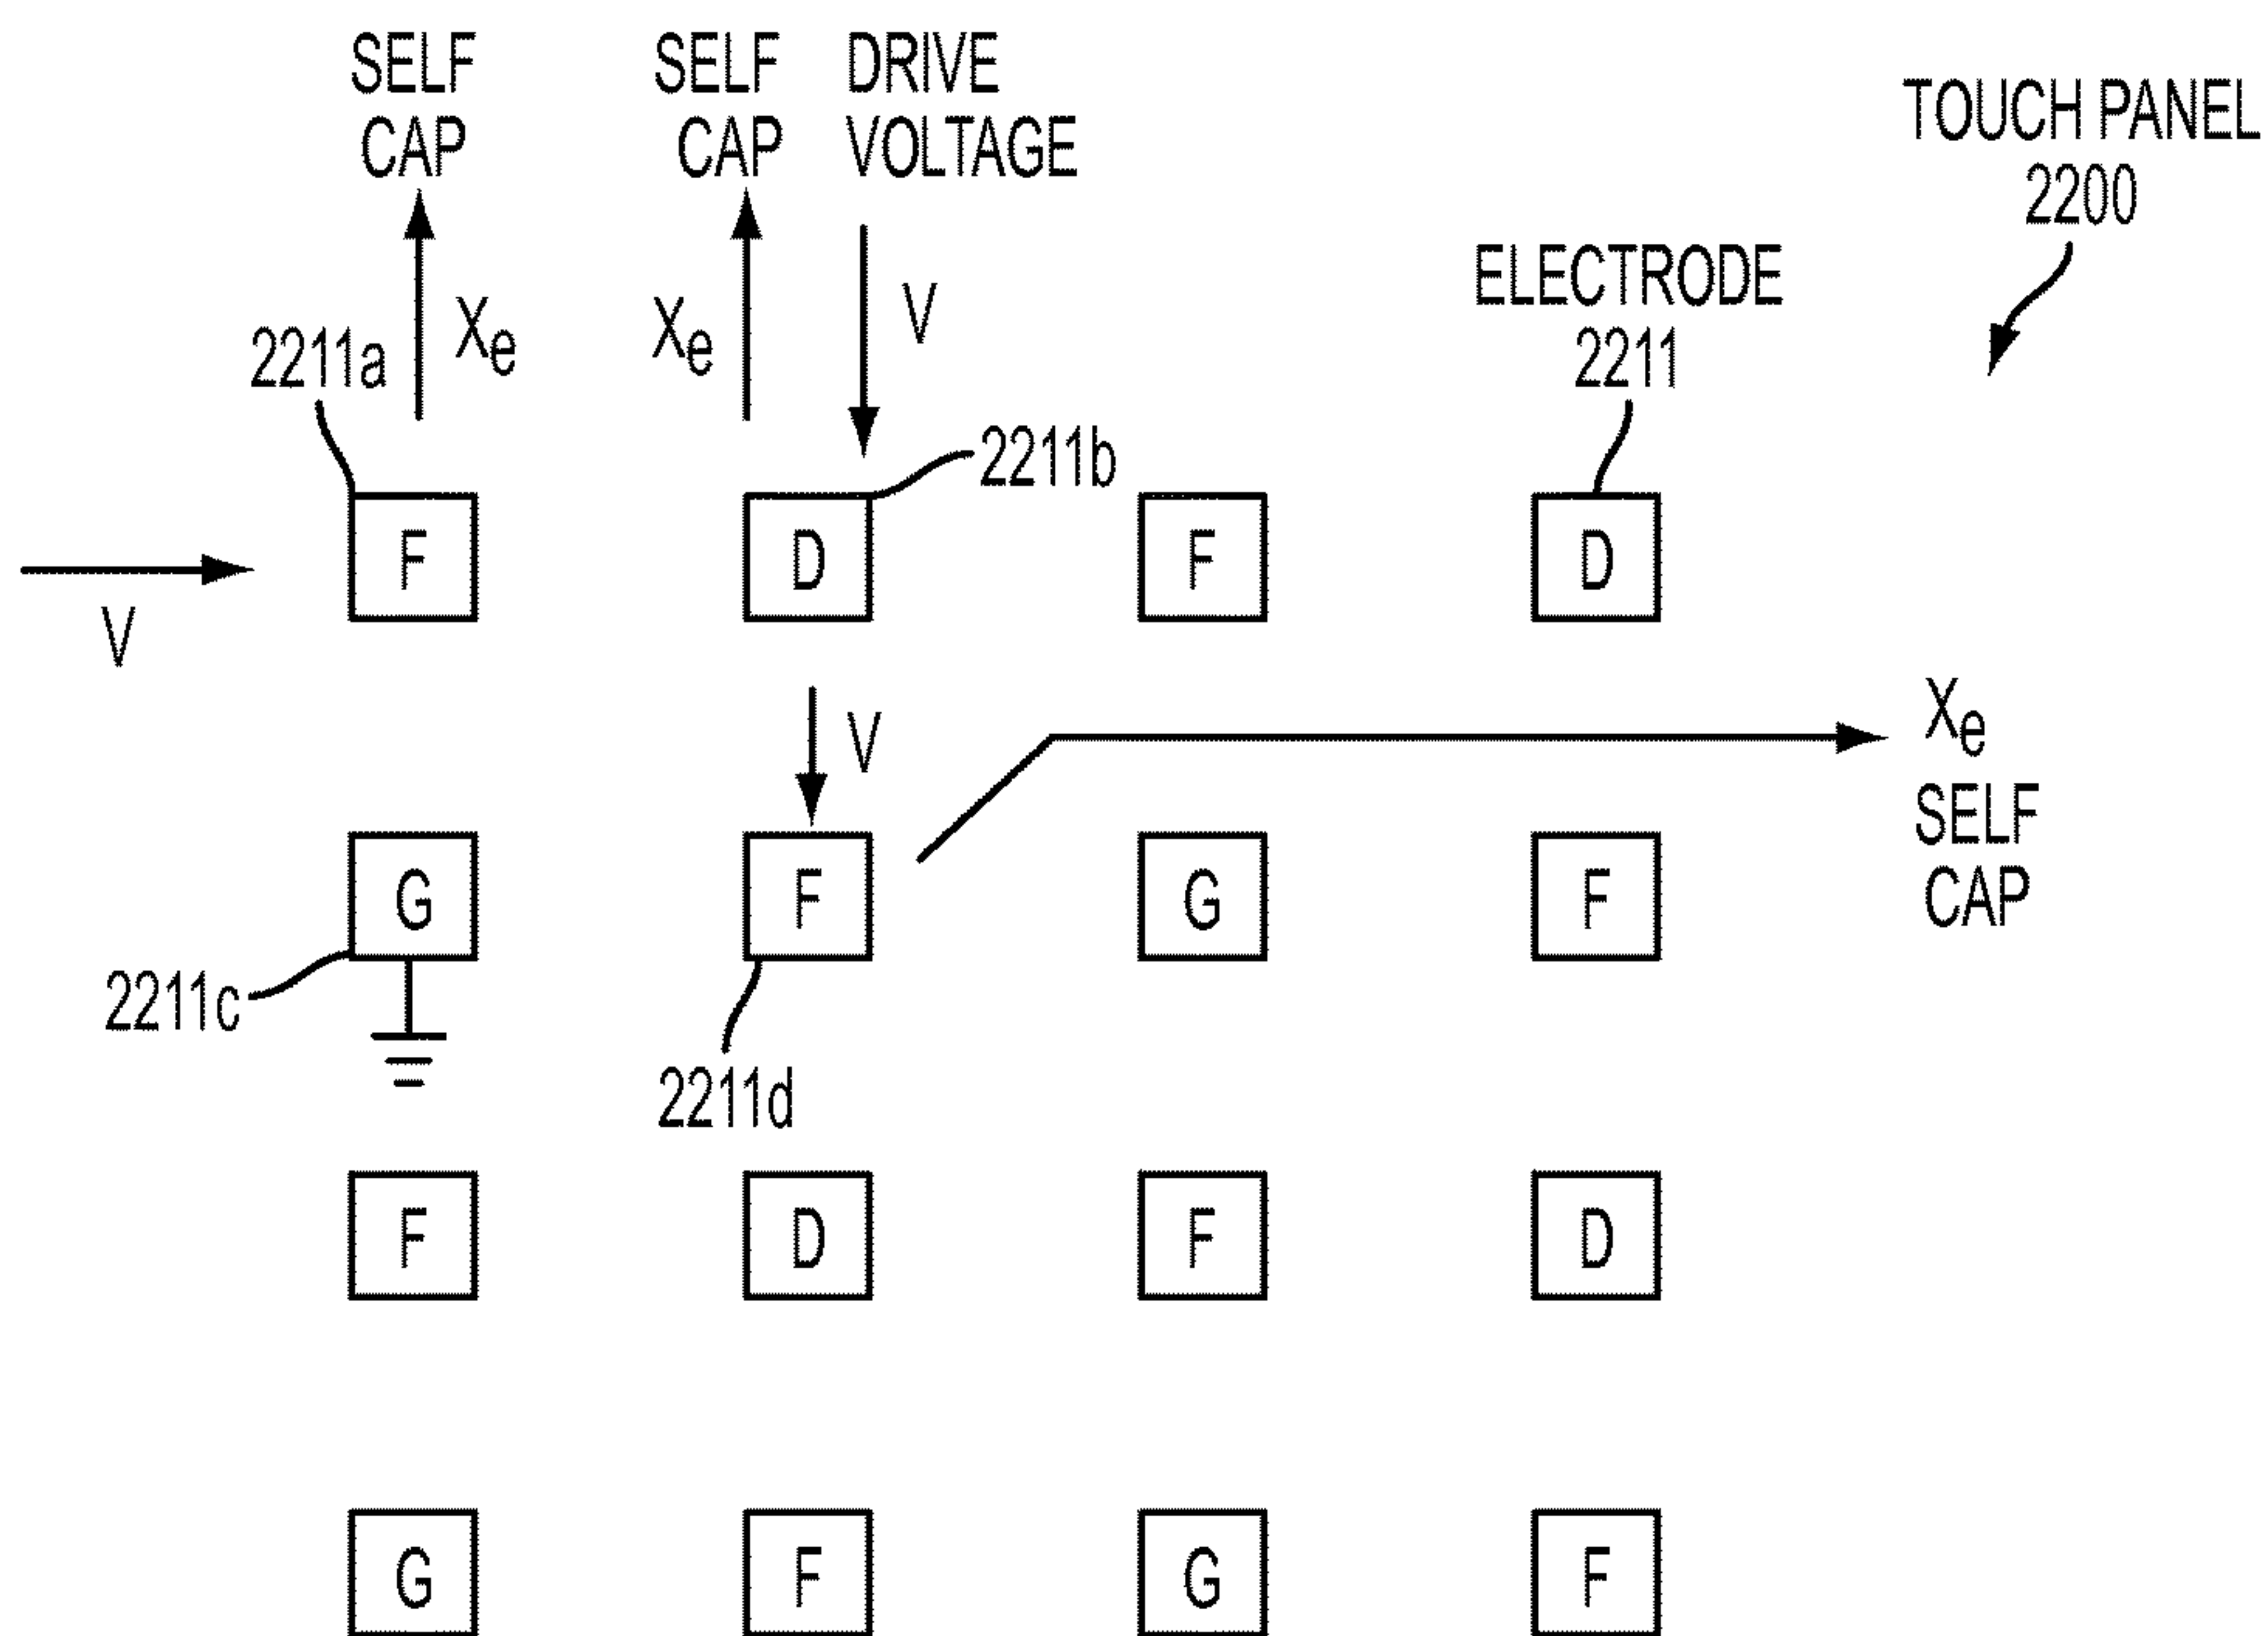 SELF
CAP
SELF
CAP
DRIVE
VOLTAGE
TOUCH PANEL
2200
ELECTRODE
2211
2211a
Xe
Xe
V
2211b
F
D
F
D
V
V
Xe
SELF
CAP
G
F
G
F
2211c
2211d
F
D
F
D
G
F
G
F